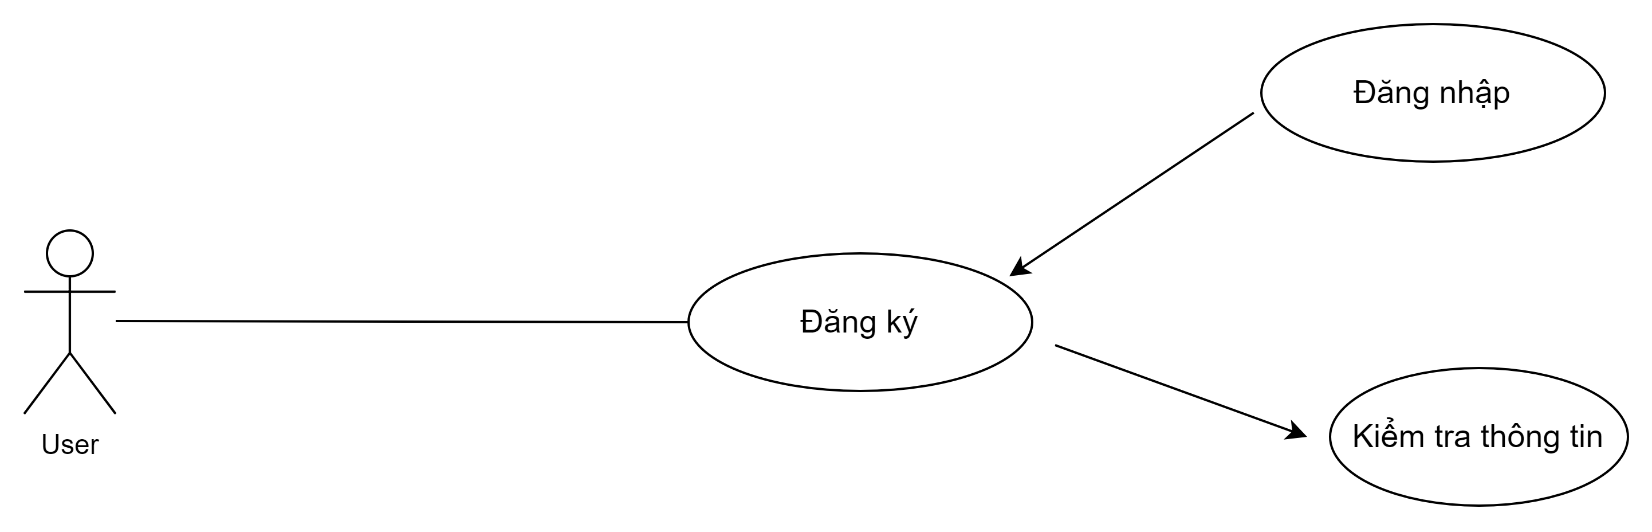 Đăng nhập
Đăng ký
User
Kiểm tra thông tin